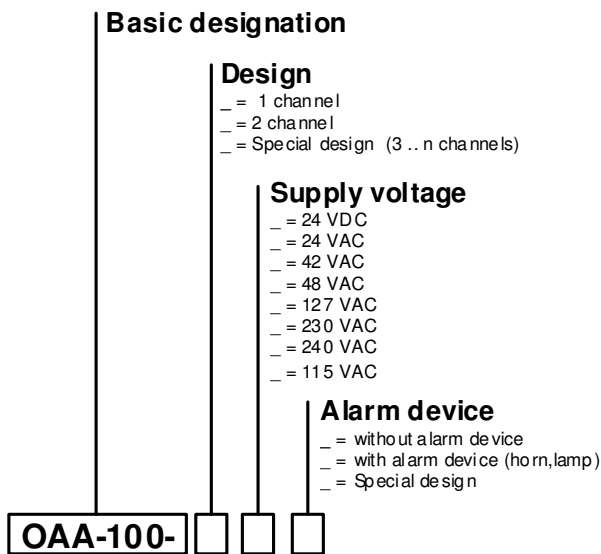 Basic designation
Design
_ = 1 channel
_ = 2 channel
_ = Special design (3 .. n channels)
Supply voltage
_ = 24 VDC
_ = 24 VAC
_ = 42 VAC
_ = 48 VAC
_ = 127 VAC
_ = 230 VAC
_ = 240 VAC
_ = 115 VAC
Alarm device
_ = without alarm device
_ = with alarm device (horn,lamp)
_ = Special design
OAA-100-